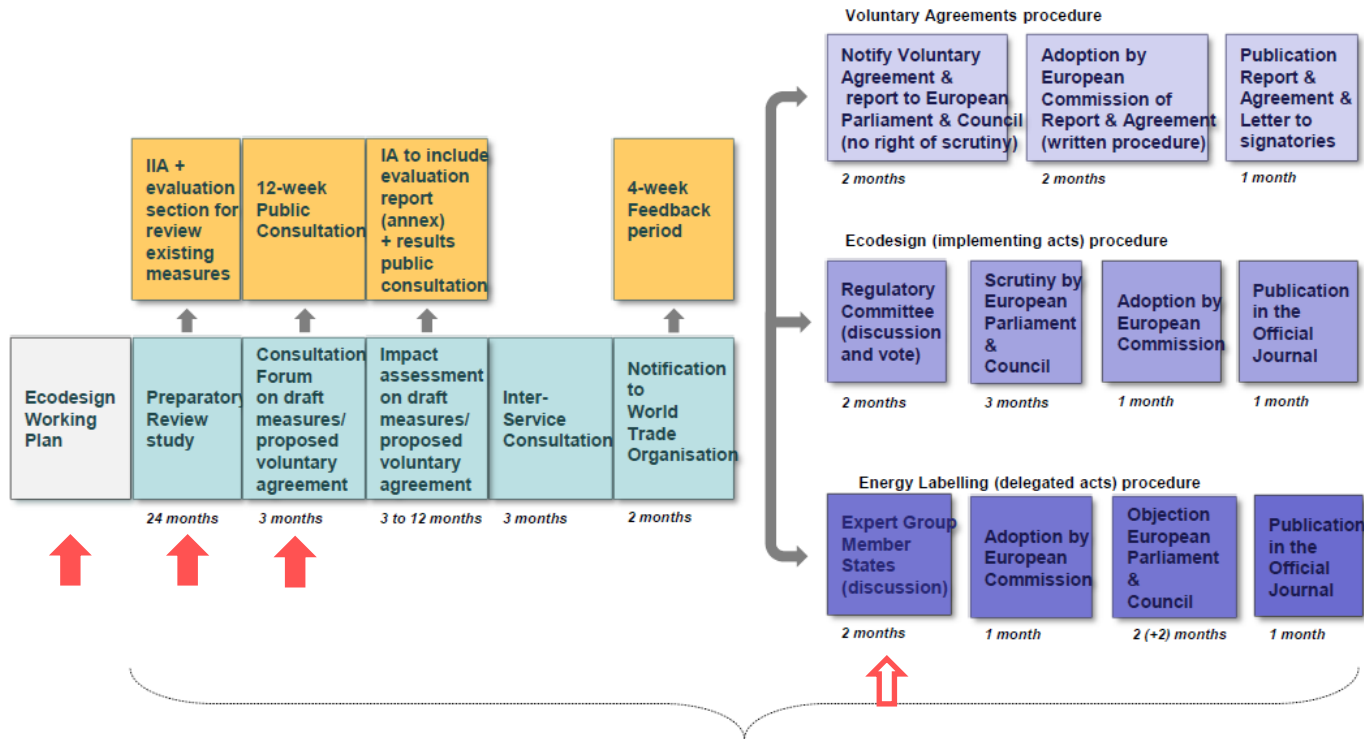 Voluntary Agreements procedure
Notify Voluntary
Agreement &
report to European
Parliament & Council
(no right of scrutiny)
2 months
Adoption by
European
Commission of
Report & Agreement
(written procedure)
2 months
Publication
Report &
Agreement &
Letter to
signatories
1 month
IIA +
evaluation
section for
review
existing
measures
12-week
Public
Consultation
IA to include
evaluation
report
(annex)
+ results
public
consultation
4-week
Feedback
period
Ecodesign
Working
Plan
Preparatory
Review
study
24 months
Consultation
Forum
on draft
measures/
proposed
voluntary
agreement
3 months
Impact
assessment
on draft
measures/
proposed
voluntary
agreement
3 to 12 months
Inter-
Service
Consultation
3 months
Notification
to
World
Trade
Organisation
2 months
Ecodesign (implementing acts) procedure
Regulatory
Committee
(discussion
and vote)
2 months
Scrutiny by
European
Parliament
&
Council
3 months
Adoption by
European
Commission
1 month
Publication
in the
Official
Journal
1 month
Energy Labelling (delegated acts) procedure
Expert Group
Member
States
(discussion)
2 months
Adoption by
European
Commission
1 month
Objection
European
Parliament
&
Council
2 (+2) months
Publication
in the
Official
Journal
1 month